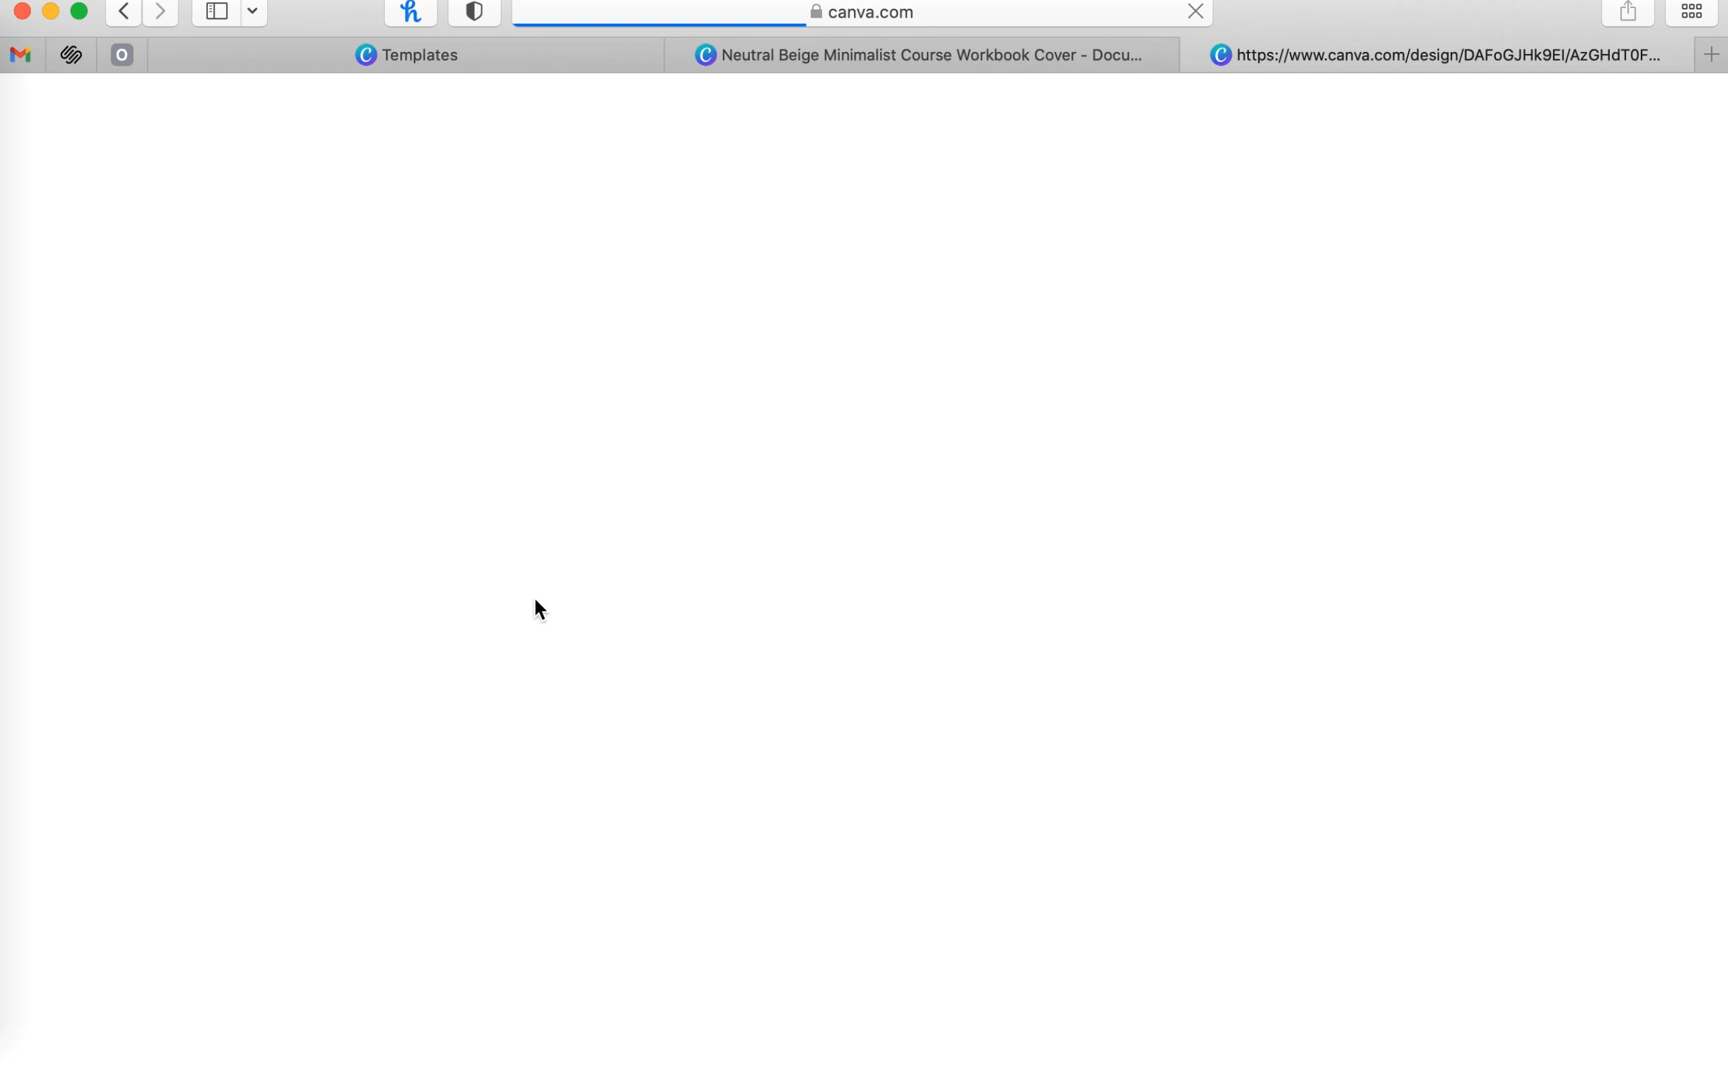 canva.com
O
Templates
Neutral Beige Minimalist Course Workbook Cover - Docu...
https://www.canva.com/design/DAFoGJHk9EI/AzGHdT0F...